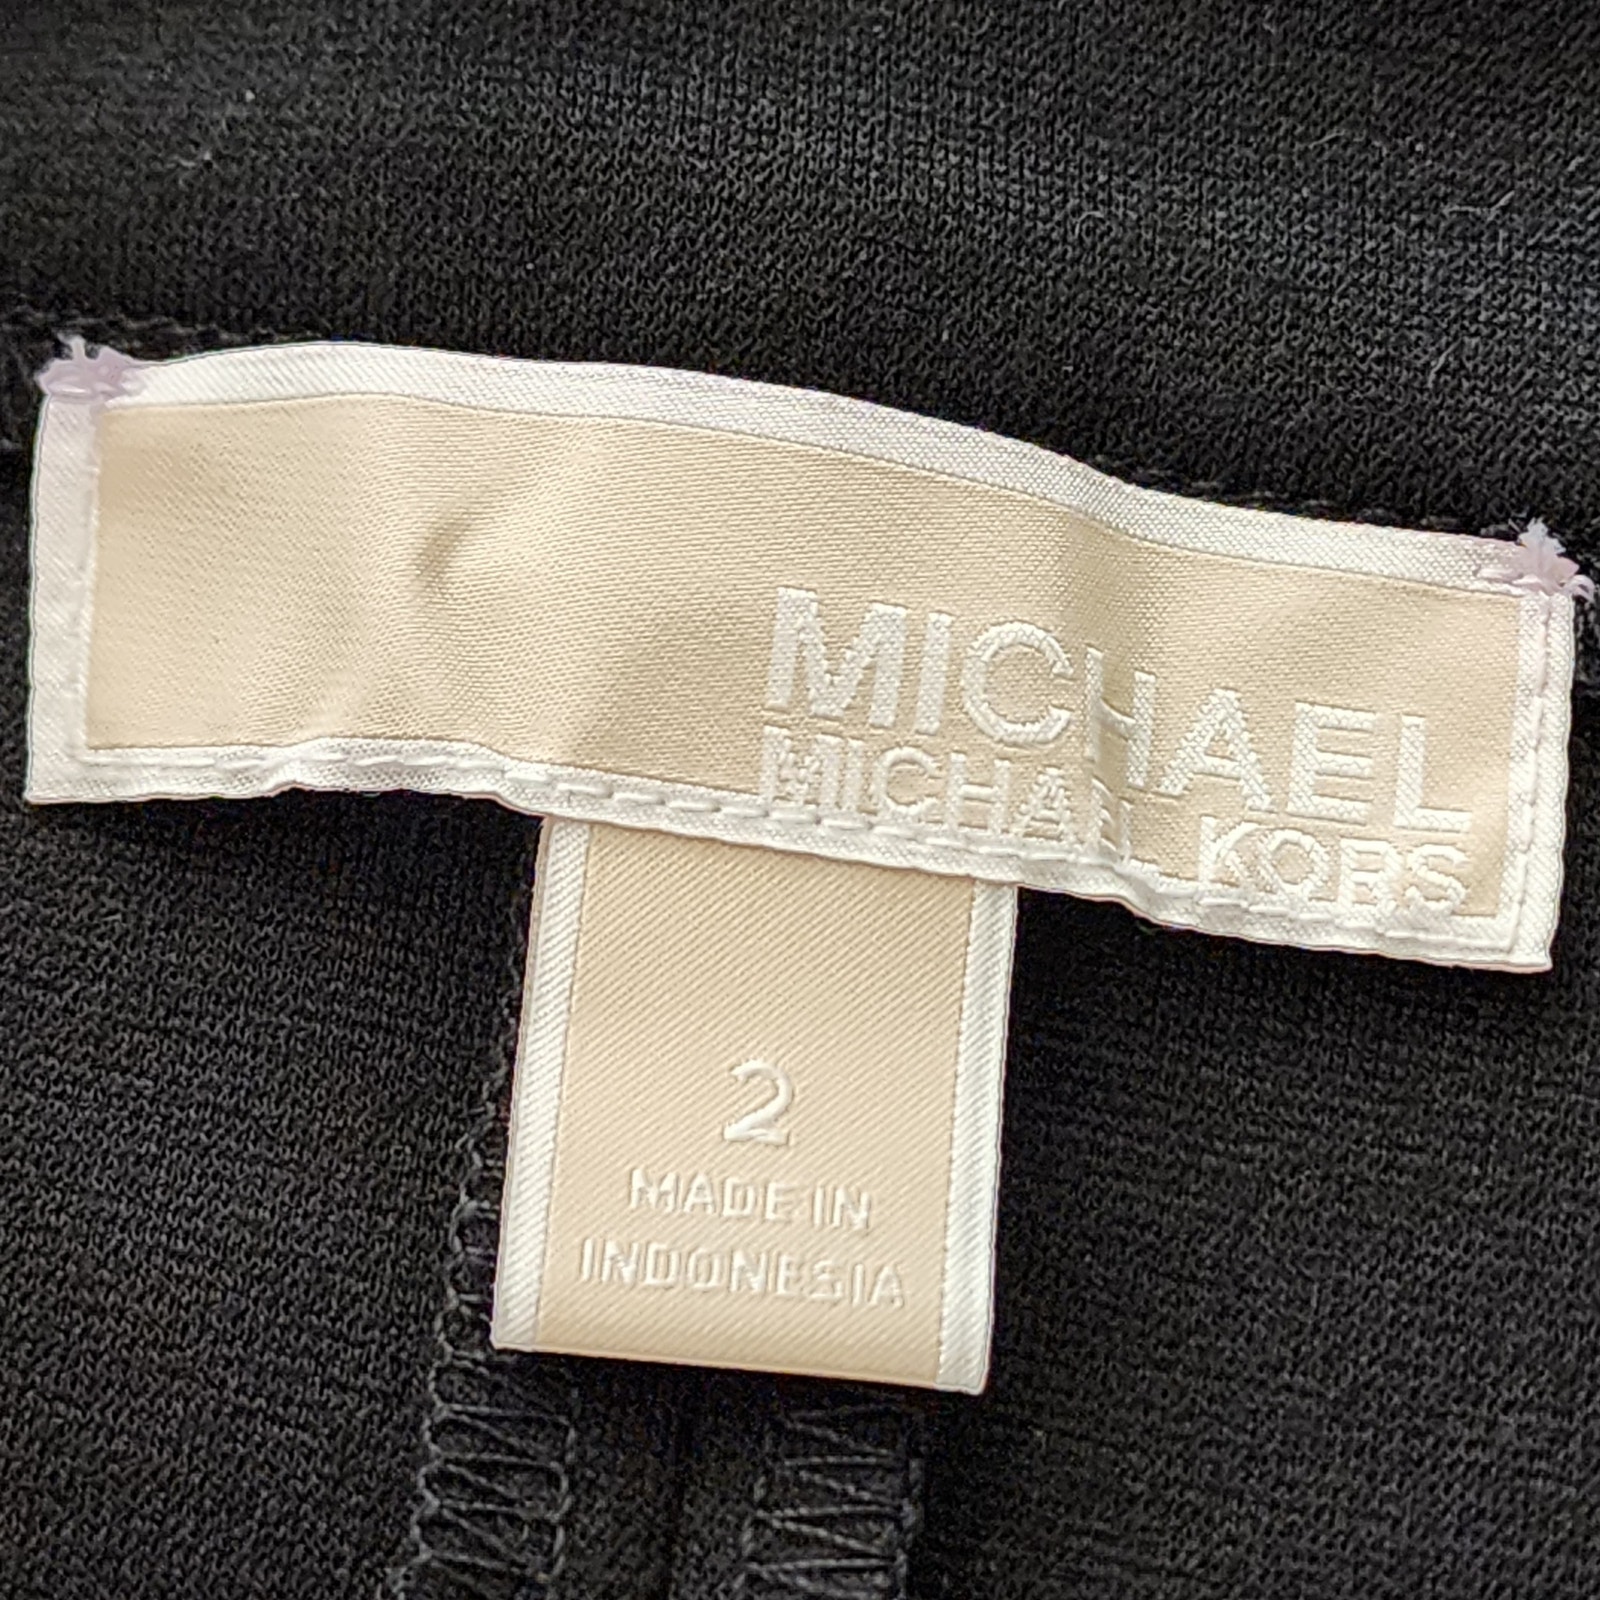 MICHAEL
MICHAEL KORS
2
MADE IN
INDONESIA